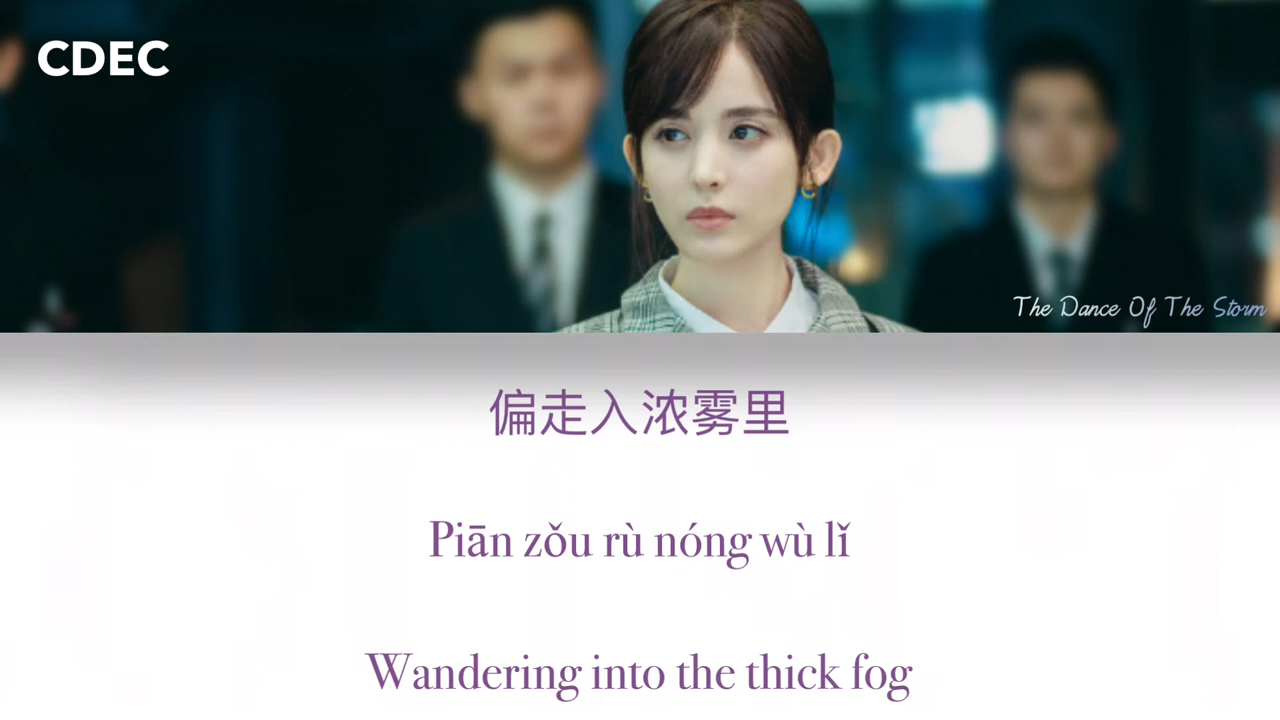 CDEC
The Dance Of The Storm
偏走入浓雾里
Piān zǒu rù nóng wù lǐ
Wandering into the thick fog